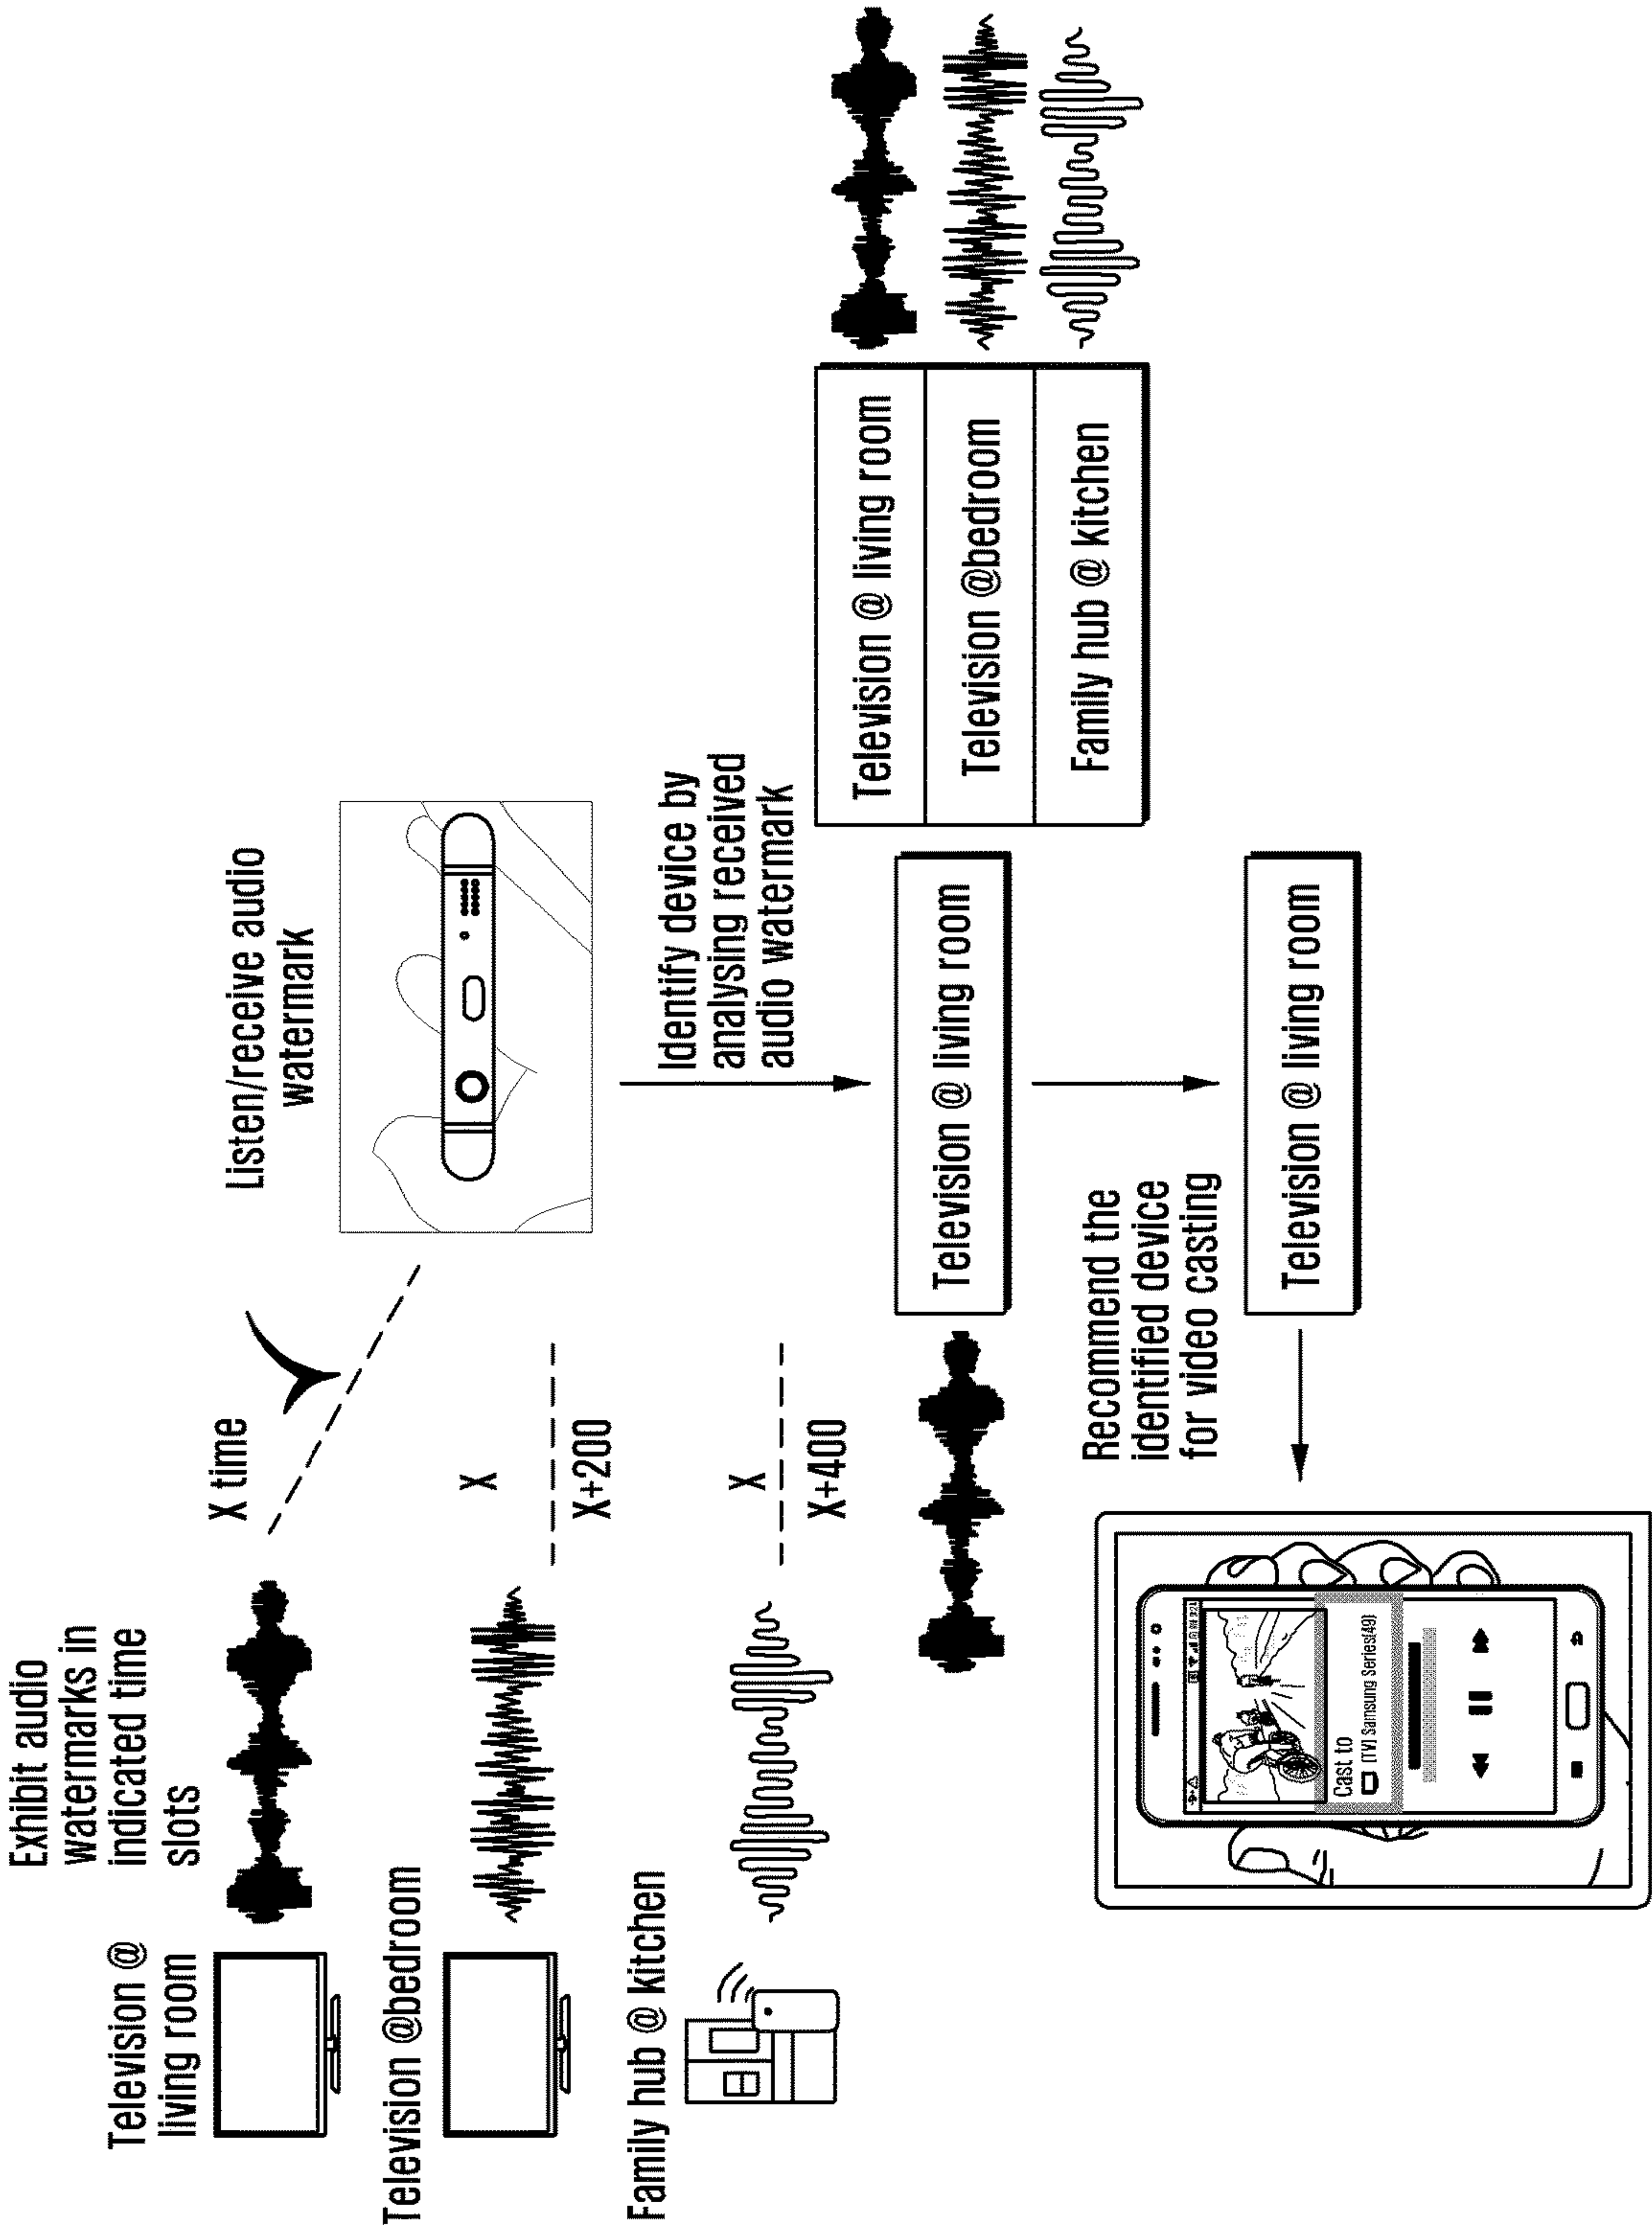 Exhibit audio
watermarks in
indicated time
slots
Television @
living room
X time
Listen/receive audio
watermark
Television @bedroom
X
X+200
Family hub @ kitchen
X
X+400
Identify device by
analysing received
audio watermark
Television @ living room
Television @bedroom
Family hub @ kitchen
Television @ living room
Recommend the
identified device
for video casting
Television @ living room
Cast to
[TV] Samsung Series(49)